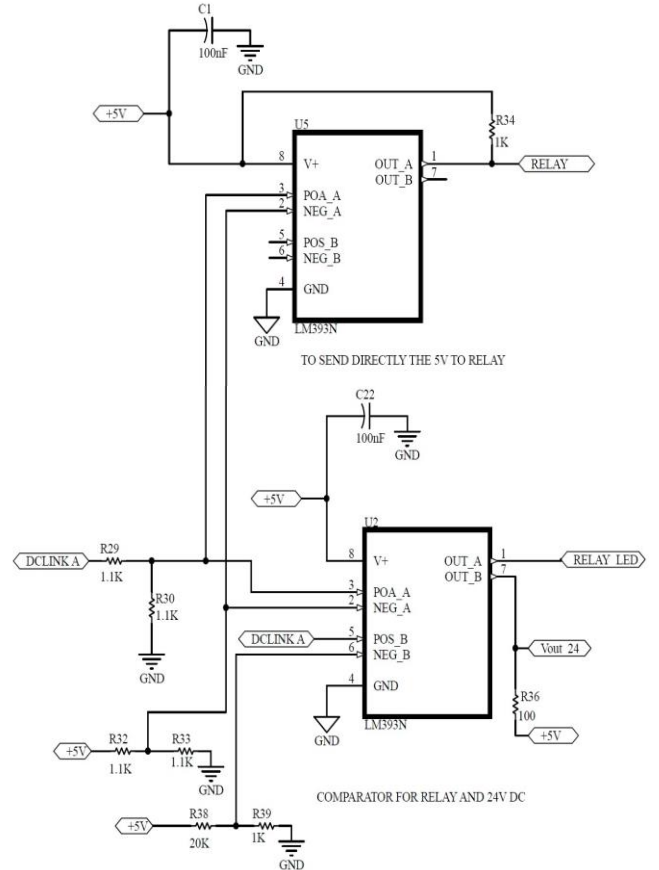 C1
100nF
GND
+5V
R34
1K
U5
8 V+ OUT_A 1 RELAY
OUT_B 7
3 POA_A
2 NEG_A
5 POS_B
6 NEG_B
4 GND
LM393N
GND
TO SEND DIRECTLY THE 5V TO RELAY
C22
100nF
GND
+5V
U2
DCLINK A R29
1.1K
8 V+ OUT_A 1 RELAY_LED
OUT_B 7
3 POA_A
2 NEG_A
R30
1.1K
GND
DCLINK A 5 POS_B
6 NEG_B
Vout_24
4 GND
R36
100
+5V
LM393N
GND
+5V R32 R33
1.1K 1.1K
GND
COMPARATOR FOR RELAY AND 24V DC
+5V R38 R39
20K 1K
GND